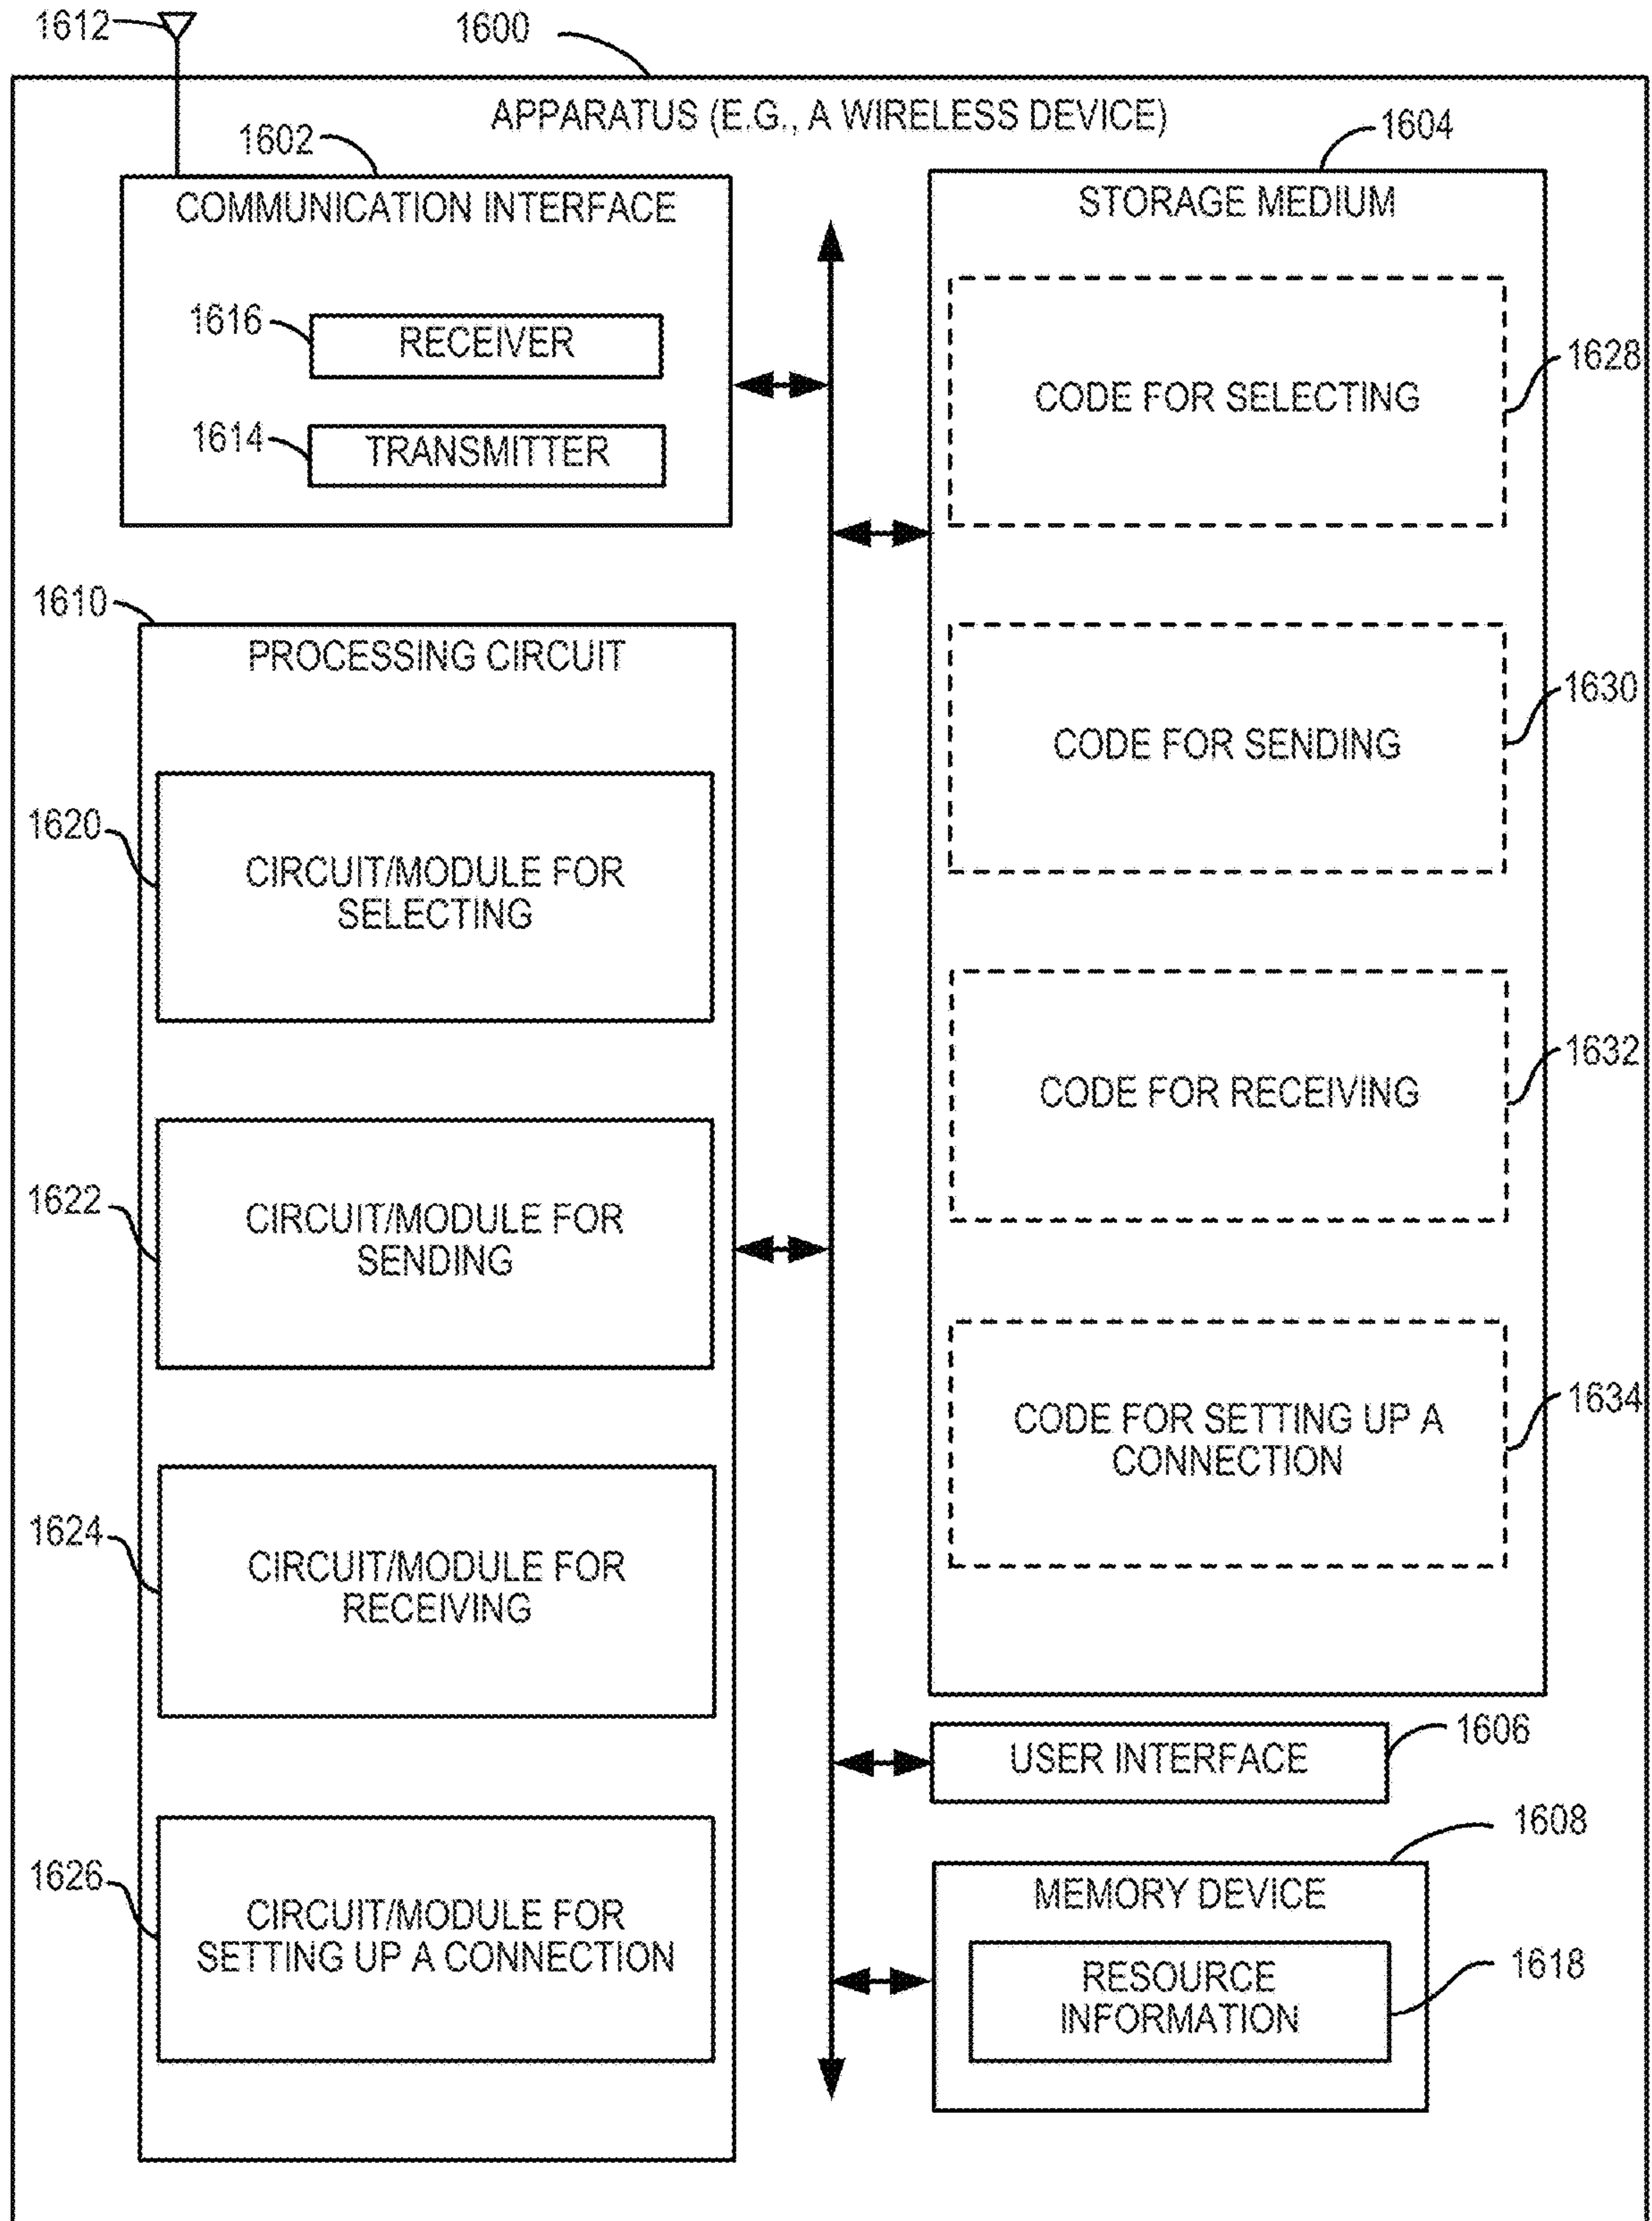 1612
1600
APPARATUS (E.G., A WIRELESS DEVICE)
1602
COMMUNICATION INTERFACE
1616
RECEIVER
1614
TRANSMITTER
1604
STORAGE MEDIUM
CODE FOR SELECTING
1628
CODE FOR SENDING
1630
CODE FOR RECEIVING
1632
CODE FOR SETTING UP A
CONNECTION
1634
1610
PROCESSING CIRCUIT
1620
CIRCUIT/MODULE FOR
SELECTING
1622
CIRCUIT/MODULE FOR
SENDING
1624
CIRCUIT/MODULE FOR
RECEIVING
1626
CIRCUIT/MODULE FOR
SETTING UP A CONNECTION
USER INTERFACE
1606
1608
MEMORY DEVICE
RESOURCE
INFORMATION
1618